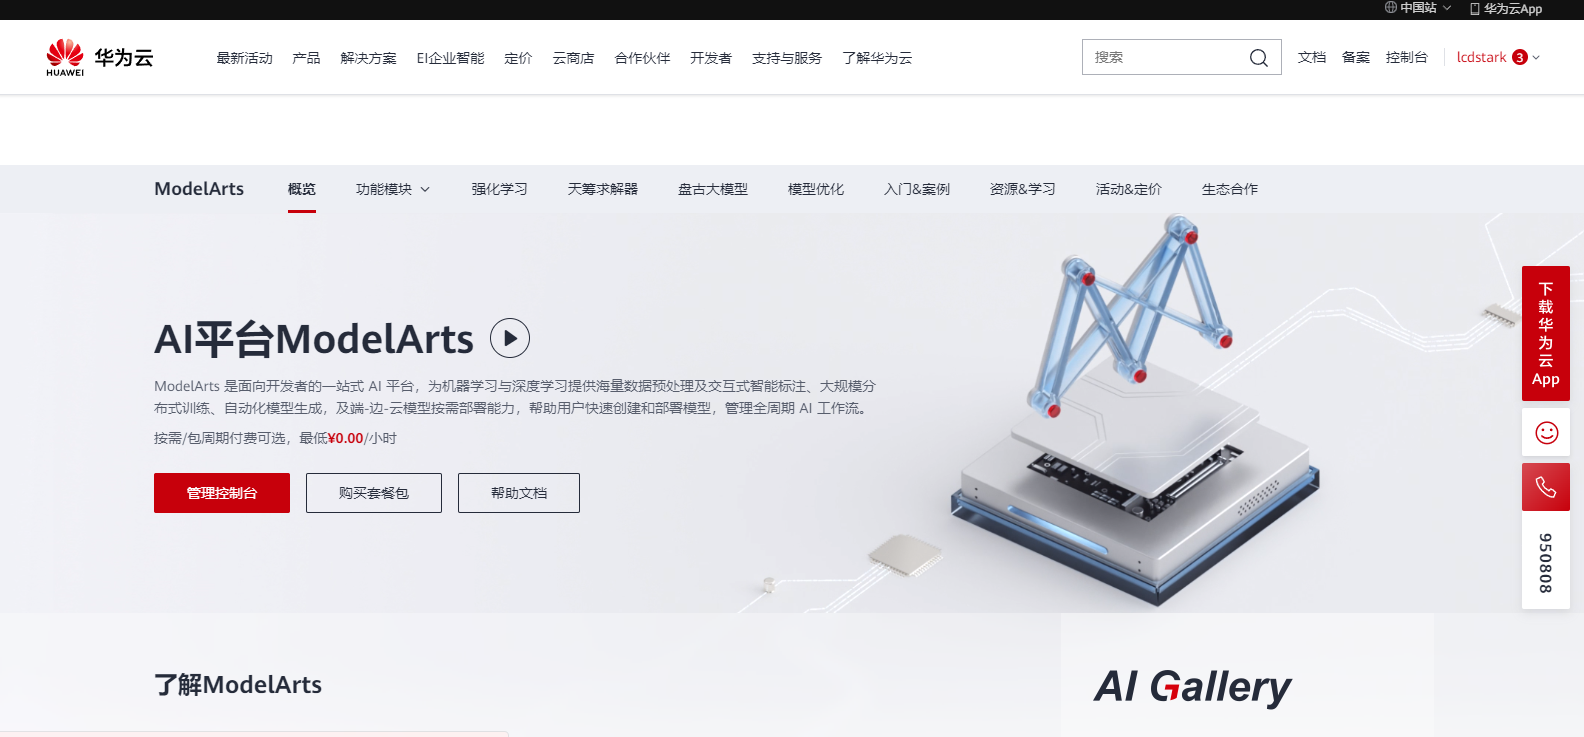 中国站
华为云App
HUAWEI
华为云
最新活动 产品 解决方案 EI企业智能 定价 云商店 合作伙伴 开发者 支持与服务 了解华为云
搜索
文档 备案 控制台
lcdstark 3
ModelArts 概览 功能模块 强化学习 天筹求解器 盘古大模型 模型优化 入门&案例 资源&学习 活动&定价 生态合作
AI平台ModelArts
ModelArts 是面向开发者的一站式 AI 平台，为机器学习与深度学习提供海量数据预处理及交互式智能标注、大规模分
布式训练、自动化模型生成，及端-边-云模型按需部署能力，帮助用户快速创建和部署模型，管理全周期 AI 工作流。
按需/包周期付费可选，最低¥0.00/小时
管理控制台 购买套餐包 帮助文档
下载华为云App
950808
了解ModelArts
AI Gallery